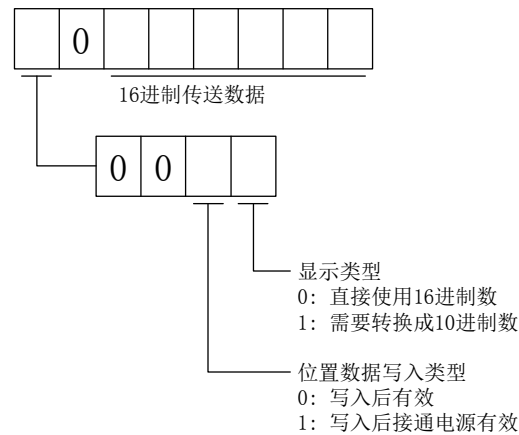 0
16进制传送数据
0 0
显示类型
0: 直接使用16进制数
1: 需要转换成10进制数
位置数据写入类型
0: 写入后有效
1: 写入后接通电源有效